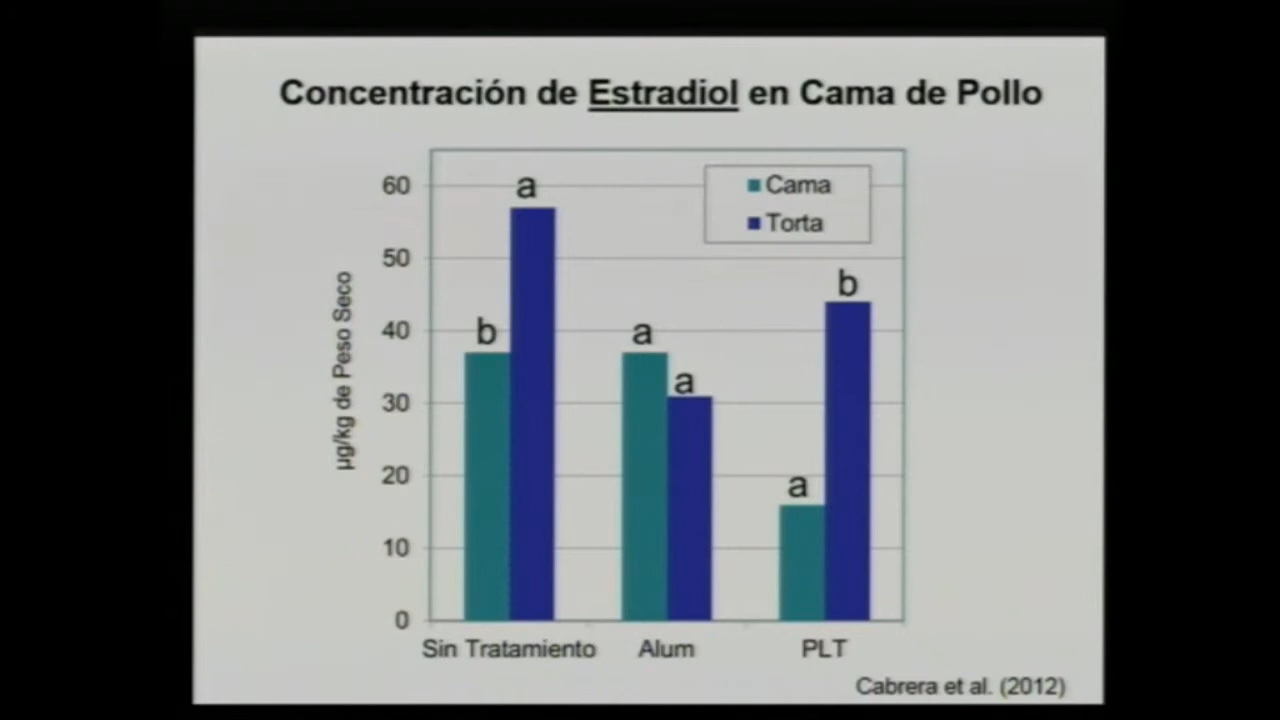 Concentración de Estradiol en Cama de Pollo
µg/kg de Peso Seco
60
50
40
30
20
10
0
Cama
Torta
b
a
a
a
a
b
Sin Tratamiento
Alum
PLT
Cabrera et al. (2012)